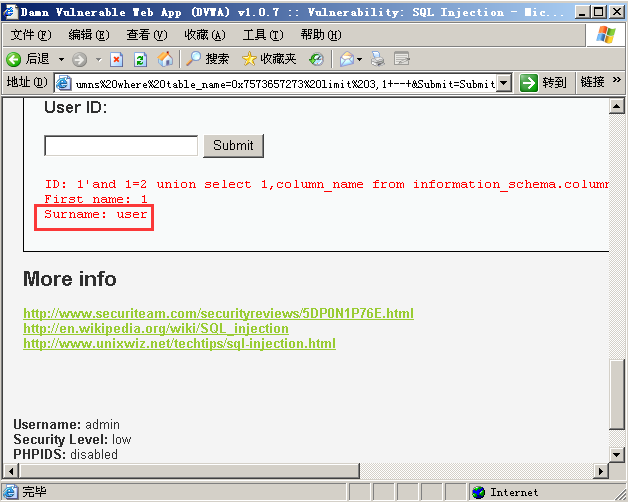 Damn Vulnerable Web App (DVWA) v1.0.7 :: Vulnerability: SQL Injection - Mic...
文件(F) 编辑(E) 查看(V) 收藏(A) 工具(T) 帮助(H)
后退 搜索 收藏夹
地址(D) umns%20where%20table_name=0x7573657273%20limit%203,1+--+&Submit=Submit 转到 链接 »
User ID:
Submit
ID: 1'and 1=2 union select 1,column_name from information_schema.column
First name: 1
Surname: user
More info
http://www.securiteam.com/securityreviews/5DP0N1P76E.html
http://en.wikipedia.org/wiki/SQL_injection
http://www.unixwiz.net/techtips/sql-injection.html
Username: admin
Security Level: low
PHPIDS: disabled
完毕 Internet